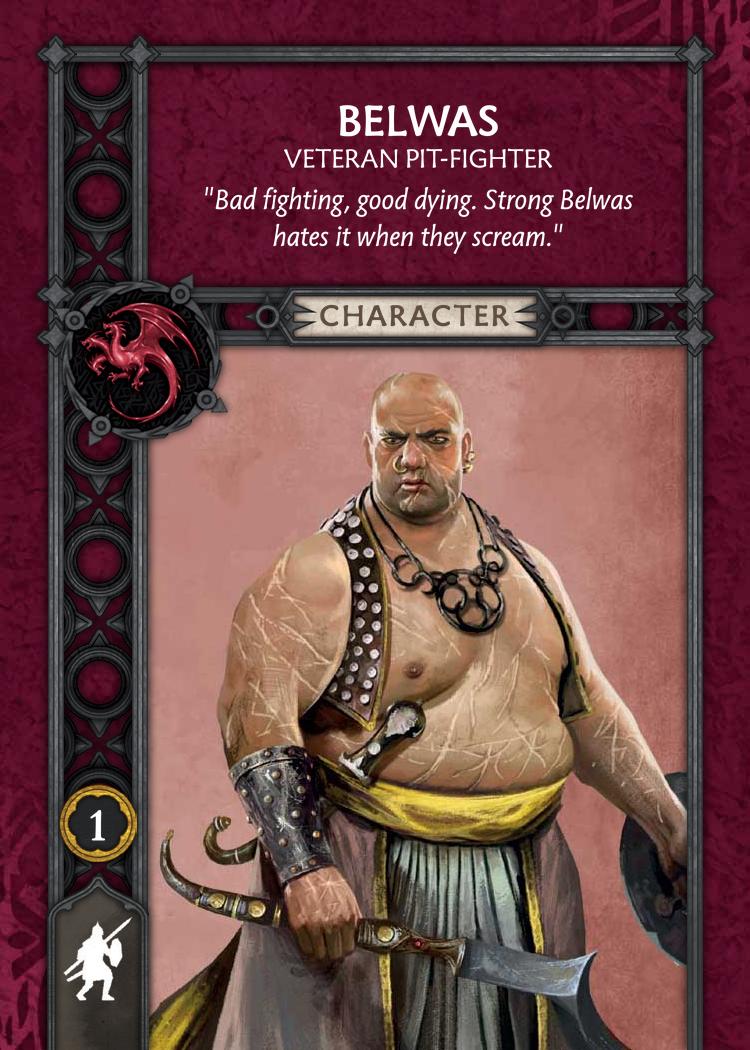 BELWAS
VETERAN PIT-FIGHTER
"Bad fighting, good dying. Strong Belwas
hates it when they scream."
CHARACTER
1